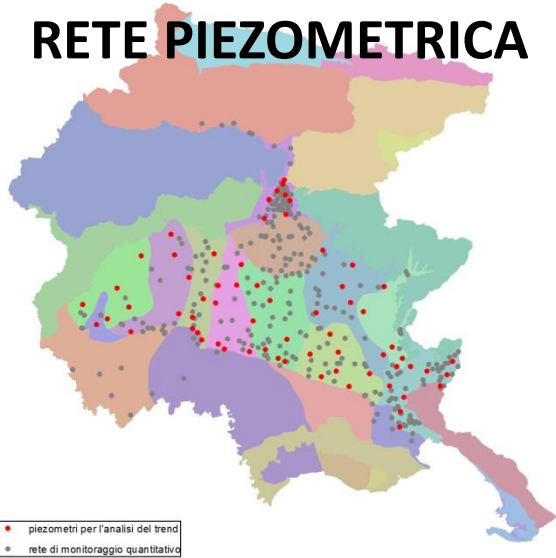 RETE PIEZOMETRICA
piezometri per l'analisi del trend
rete di monitoraggio quantitativo